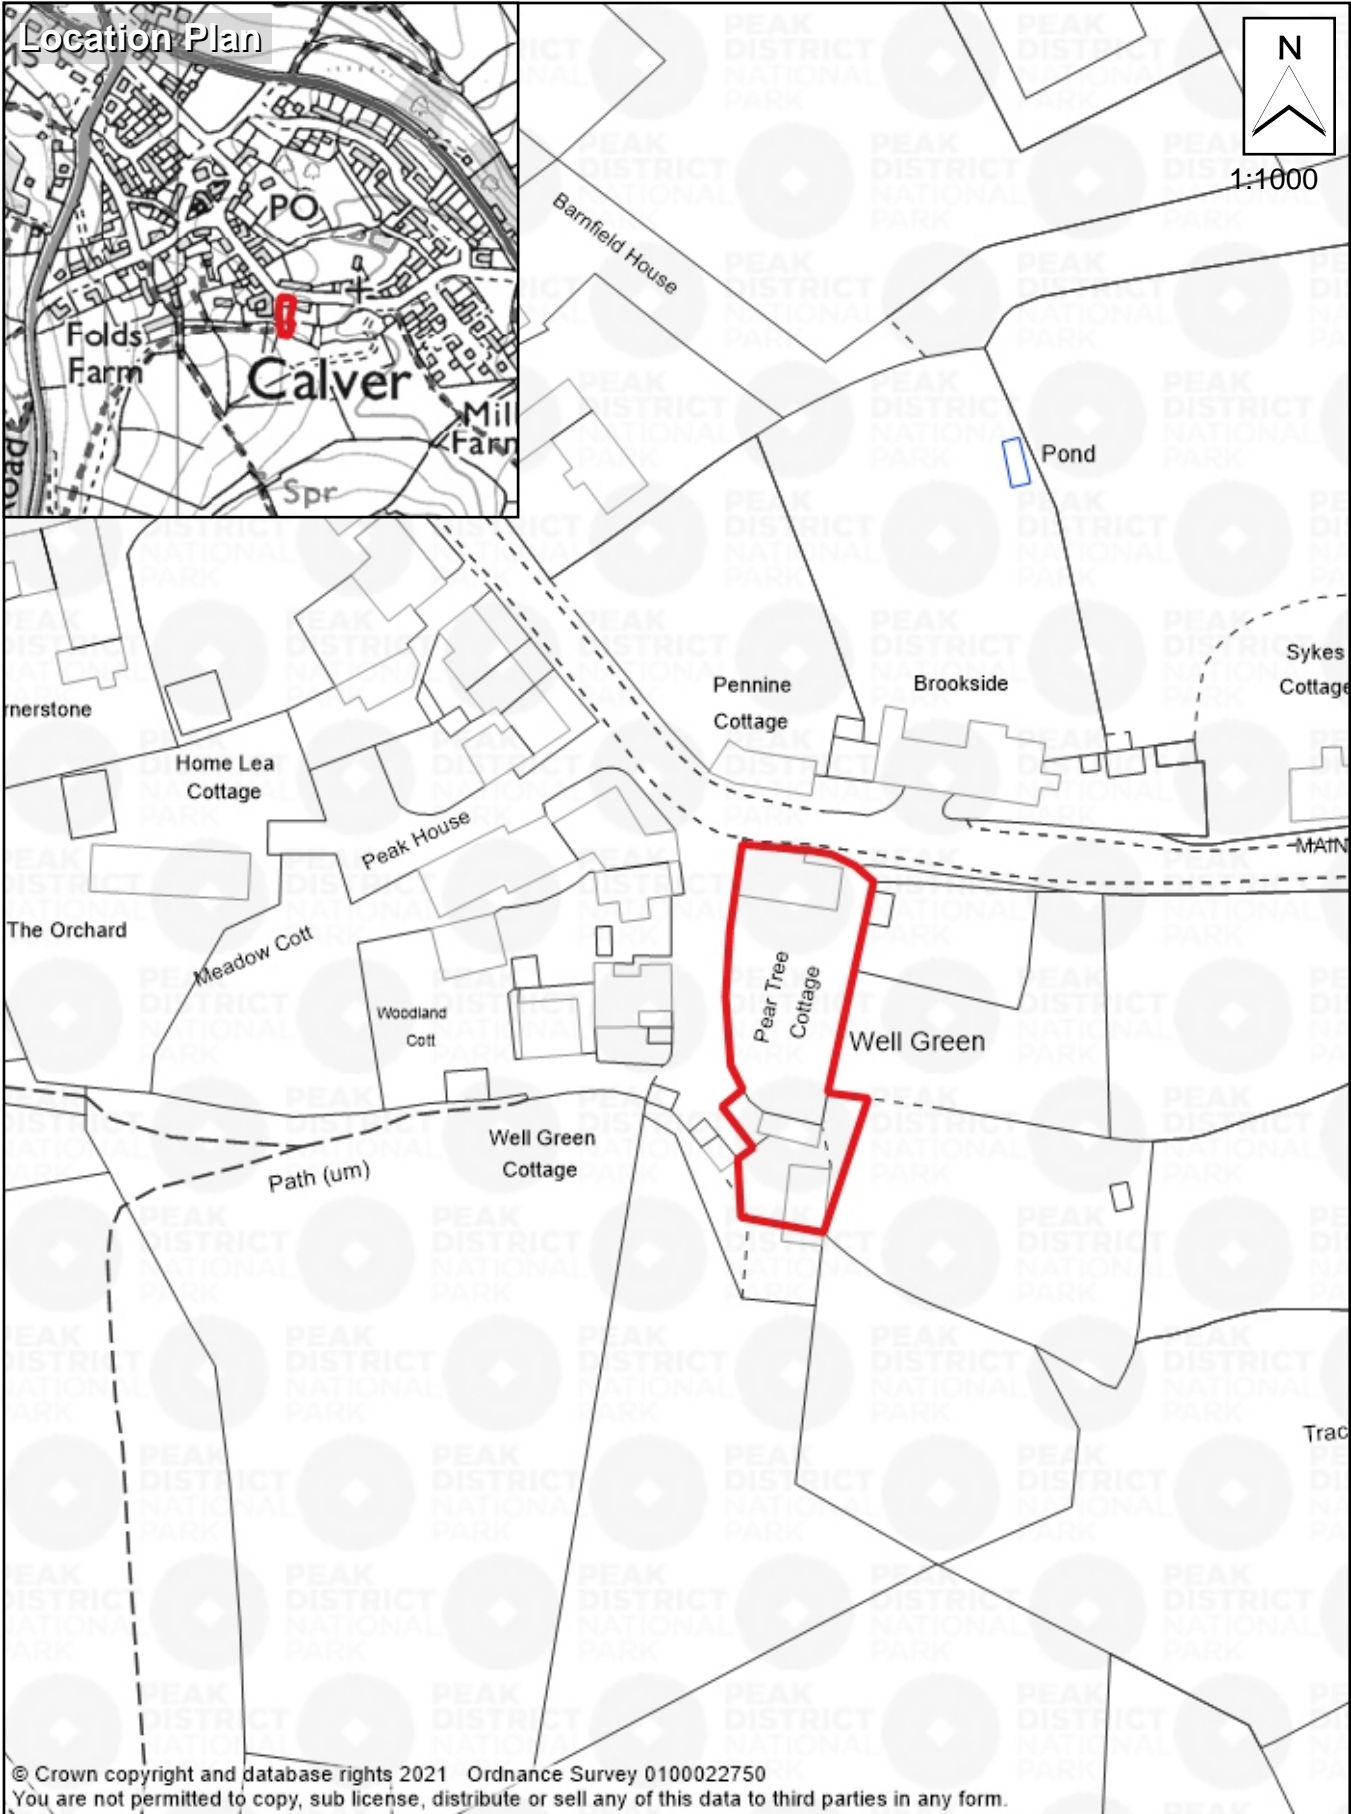 Location Plan
N
1:1000
PO
Folds
Farm
Calver
Mill
Farm
Spr
Road
Barnfield House
Pond
Pennine
Cottage
Brookside
Sykes
Cottage
rnerstone
Home Lea
Cottage
Peak House
MAIN
The Orchard
Meadow Cott
Woodland
Cott
Pear Tree
Cottage
Well Green
Well Green
Cottage
Path (um)
Trac
© Crown copyright and database rights 2021 Ordnance Survey 0100022750
You are not permitted to copy, sub license, distribute or sell any of this data to third parties in any form.
PEAK
DISTRICT
NATIONAL
PARK